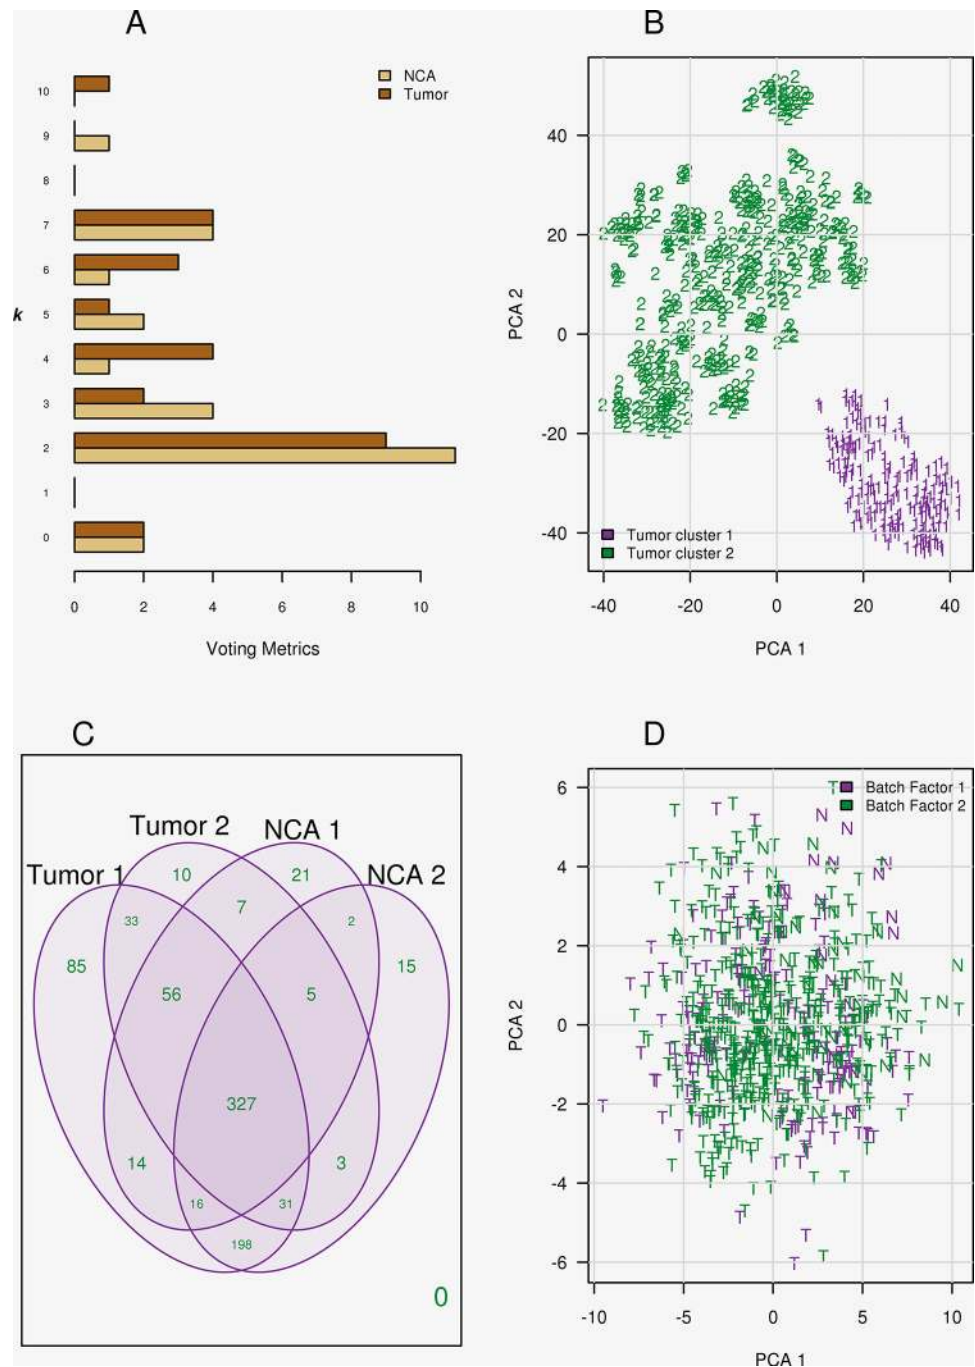 A
NCA
Tumor
10
9
8
7
6
5
4
3
2
1
0
k
0 2 4 6 8 10
Voting Metrics
B
40
20
0
-20
-40
PCA 2
Tumor cluster 1
Tumor cluster 2
-40 -20 0 20 40
PCA 1
C
Tumor 2 NCA 1
Tumor 1 NCA 2
10 21
33 7 2
85 15
56 5
327
14 3
16 31
198
0
D
Batch Factor 1
Batch Factor 2
6
4
2
0
-2
-4
-6
PCA 2
-10 -5 0 5 10
PCA 1